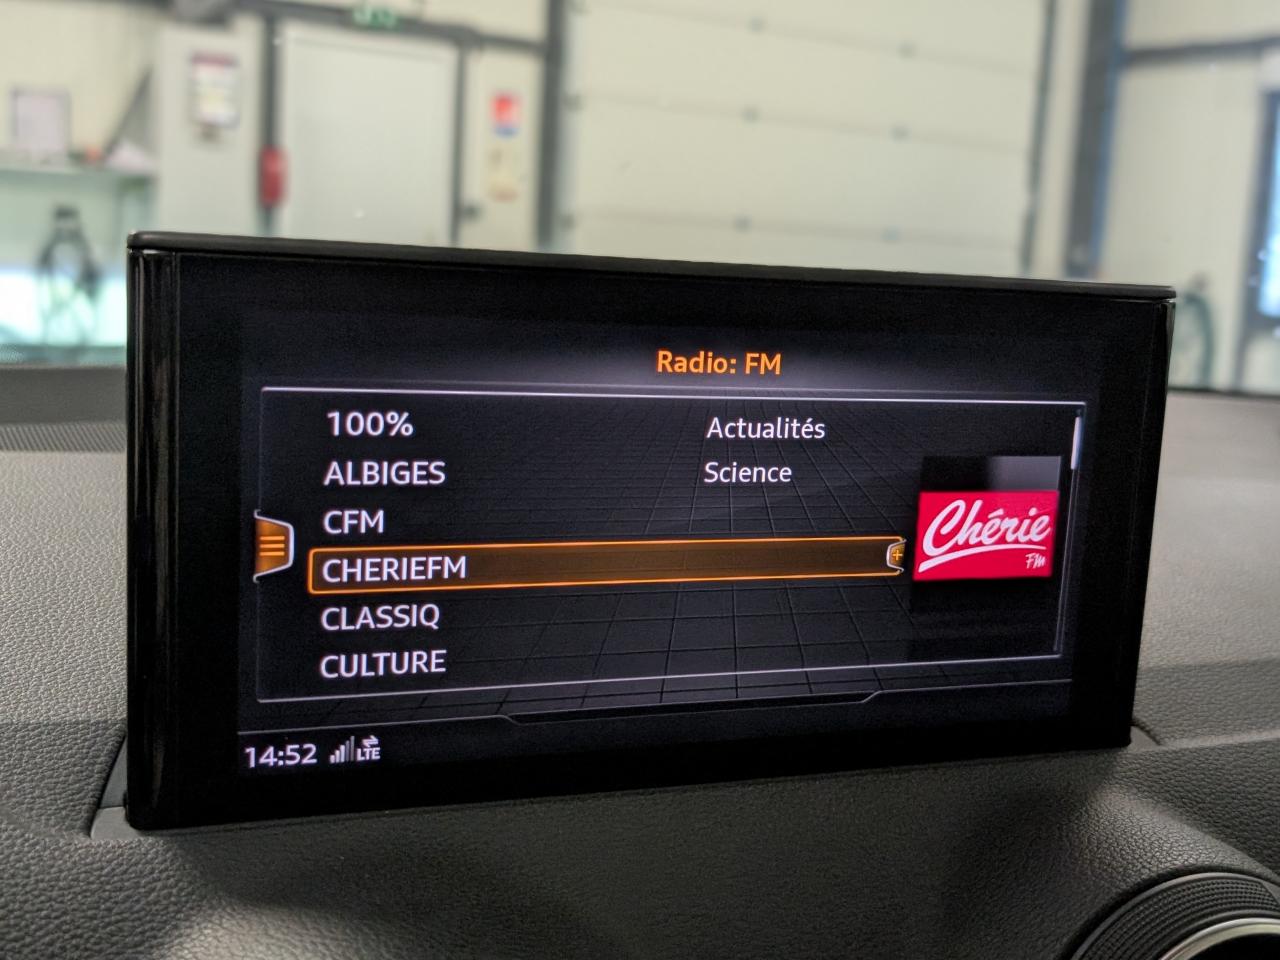 Radio: FM
100% Actualités
ALBIGES Science
CFM
CHERIEFM
CLASSIQ
CULTURE
Chérie
FM
14:52 LTE